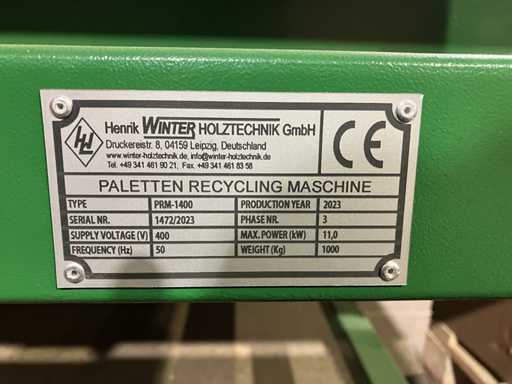 Henrik WINTER HOLZTECHNIK GmbH
Druckereistr. 8, 04159 Leipzig, Deutschland
www.winter-holztechnik.de, info@winter-holztechnik.de
Tel. +49 341 461 90 21, Fax. +49 341 461 83 58
CE
PALETTEN RECYCLING MASCHINE
TYPE PRM-1400 PRODUCTION YEAR 2023
SERIAL NR. 1472/2023 PHASE NR. 3
SUPPLY VOLTAGE (V) 400 MAX. POWER (kW) 11,0
FREQUENCY (Hz) 50 WEIGHT (Kg) 1000